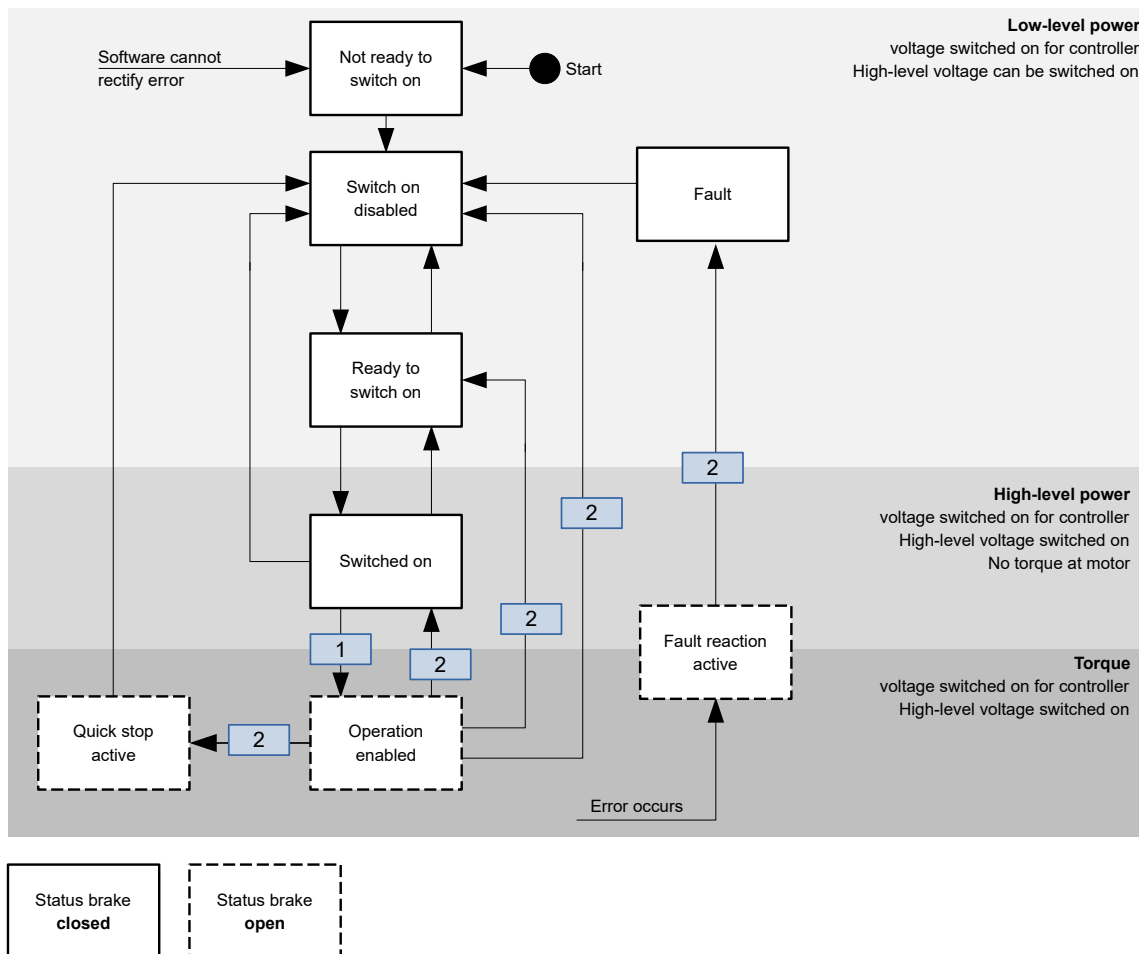 Low-level power
voltage switched on for controller
High-level voltage can be switched on
Software cannot
rectify error
Not ready to
switch on
Start
Switch on
disabled
Fault
Ready to
switch on
2
High-level power
voltage switched on for controller
High-level voltage switched on
No torque at motor
2
Switched on
2
1
2
Fault reaction
active
Torque
voltage switched on for controller
High-level voltage switched on
Quick stop
active
2
Operation
enabled
Error occurs
Status brake
closed
Status brake
open